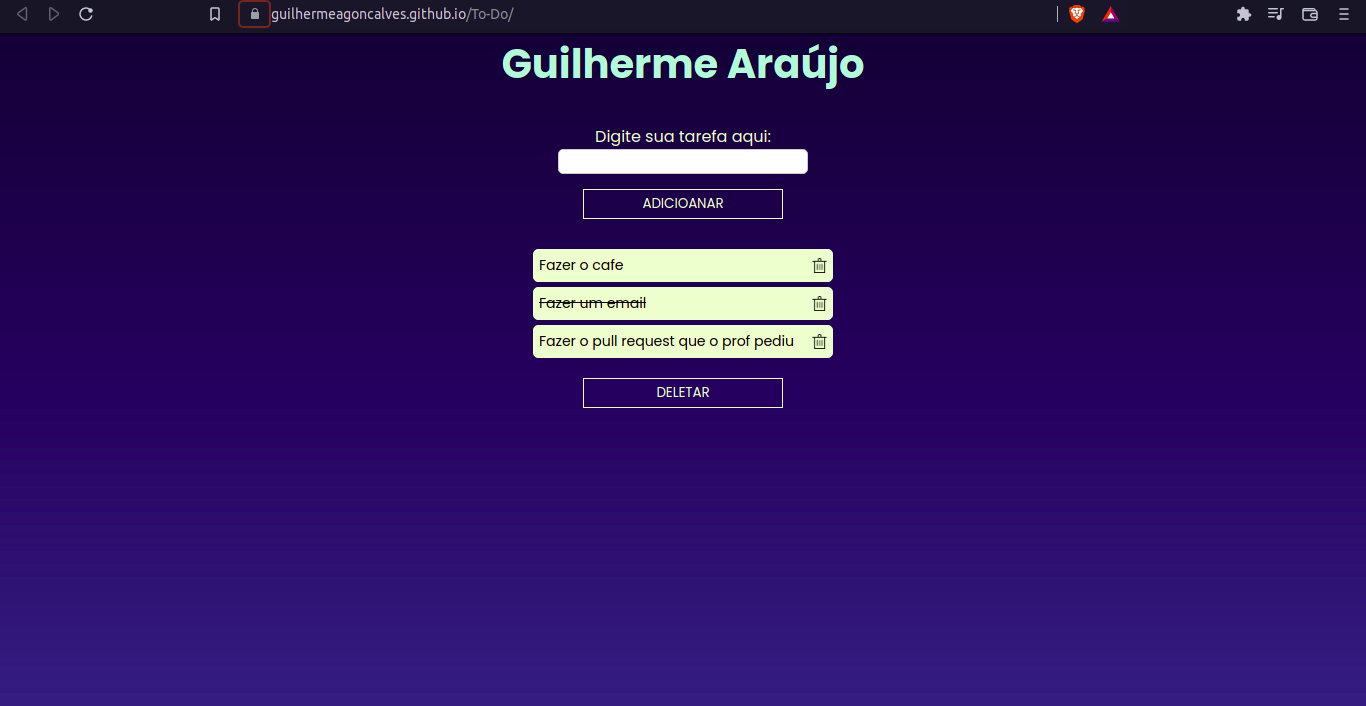 guilhermeagoncalves.github.io/To-Do/
Guilherme Araújo
Digite sua tarefa aqui:
ADICIOANAR
Fazer o cafe
Fazer um email
Fazer o pull request que o prof pediu
DELETAR